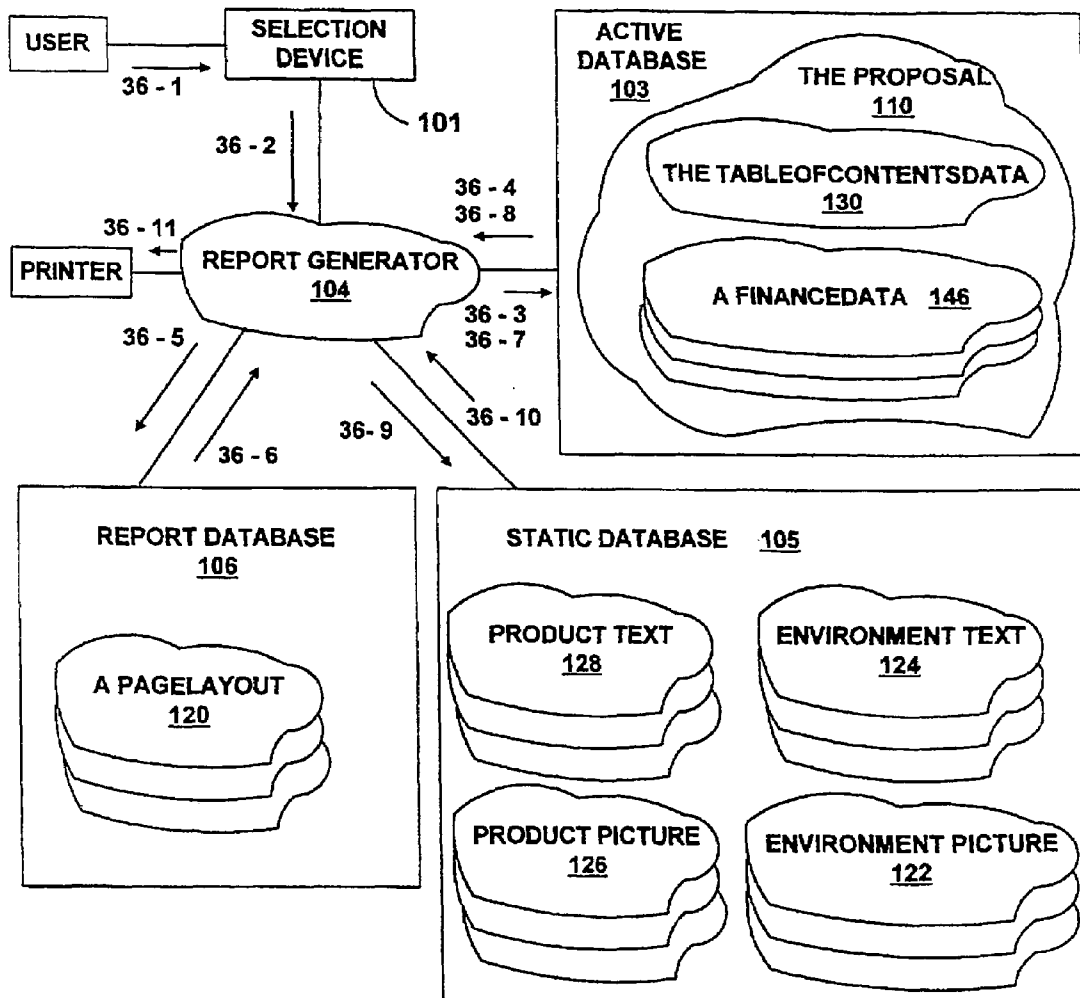 USER
36 - 1
SELECTION
DEVICE
101
36 - 2
36 - 11
PRINTER
REPORT GENERATOR
104
36 - 4
36 - 8
36 - 3
36 - 7
36 - 5
36 - 6
36- 9
36 - 10
ACTIVE
DATABASE
103
THE PROPOSAL
110
THE TABLEOFCONTENTSDATA
130
A FINANCEDATA 146
REPORT DATABASE
106
A PAGELAYOUT
120
STATIC DATABASE 105
PRODUCT TEXT
128
ENVIRONMENT TEXT
124
PRODUCT PICTURE
126
ENVIRONMENT PICTURE
122